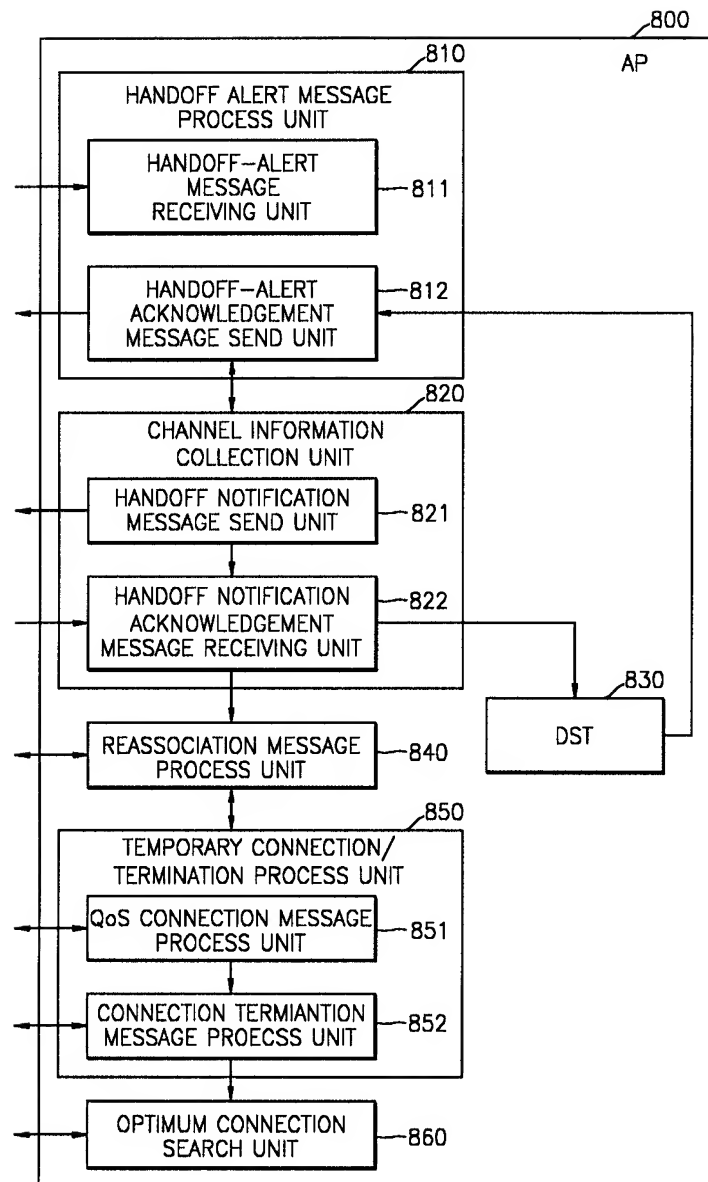 800
AP
810
HANDOFF ALERT MESSAGE
PROCESS UNIT
HANDOFF-ALERT
MESSAGE
RECEIVING UNIT
811
HANDOFF-ALERT
ACKNOWLEDGEMENT
MESSAGE SEND UNIT
812
820
CHANNEL INFORMATION
COLLECTION UNIT
HANDOFF NOTIFICATION
MESSAGE SEND UNIT
821
HANDOFF NOTIFICATION
ACKNOWLEDGEMENT
MESSAGE RECEIVING UNIT
822
830
DST
REASSOCIATION MESSAGE
PROCESS UNIT
840
850
TEMPORARY CONNECTION/
TERMINATION PROCESS UNIT
QoS CONNECTION MESSAGE
PROCESS UNIT
851
CONNECTION TERMIANTION
MESSAGE PROECSS UNIT
852
OPTIMUM CONNECTION
SEARCH UNIT
860